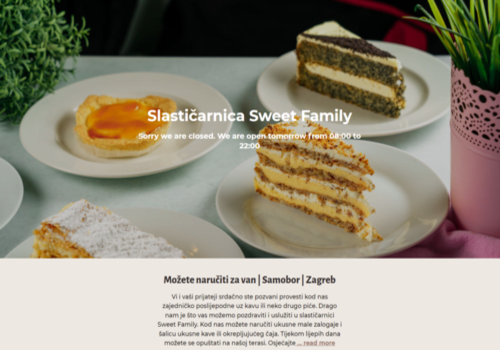 Slastičarnica Sweet Family
Sorry we are closed. We are open tomorrow from 08:00 to
22:00
Možete naručiti za van | Samobor | Zagreb
Vi i vaši prijateji srdačno ste pozvani provesti kod nas
zajedničko poslijepodne uz kavu ili neko drugo piće. Drago
nam je što vas možemo pozdraviti i uslužiti u slastičarnici
Sweet Family. Kod nas možete naručiti ukusne male zalogaje i
šalicu ukusne kave ili okrepljujućeg čaja. Tijekom lijepih dana
možete se opuštati na našoj terasi. Osjećajte ... read more